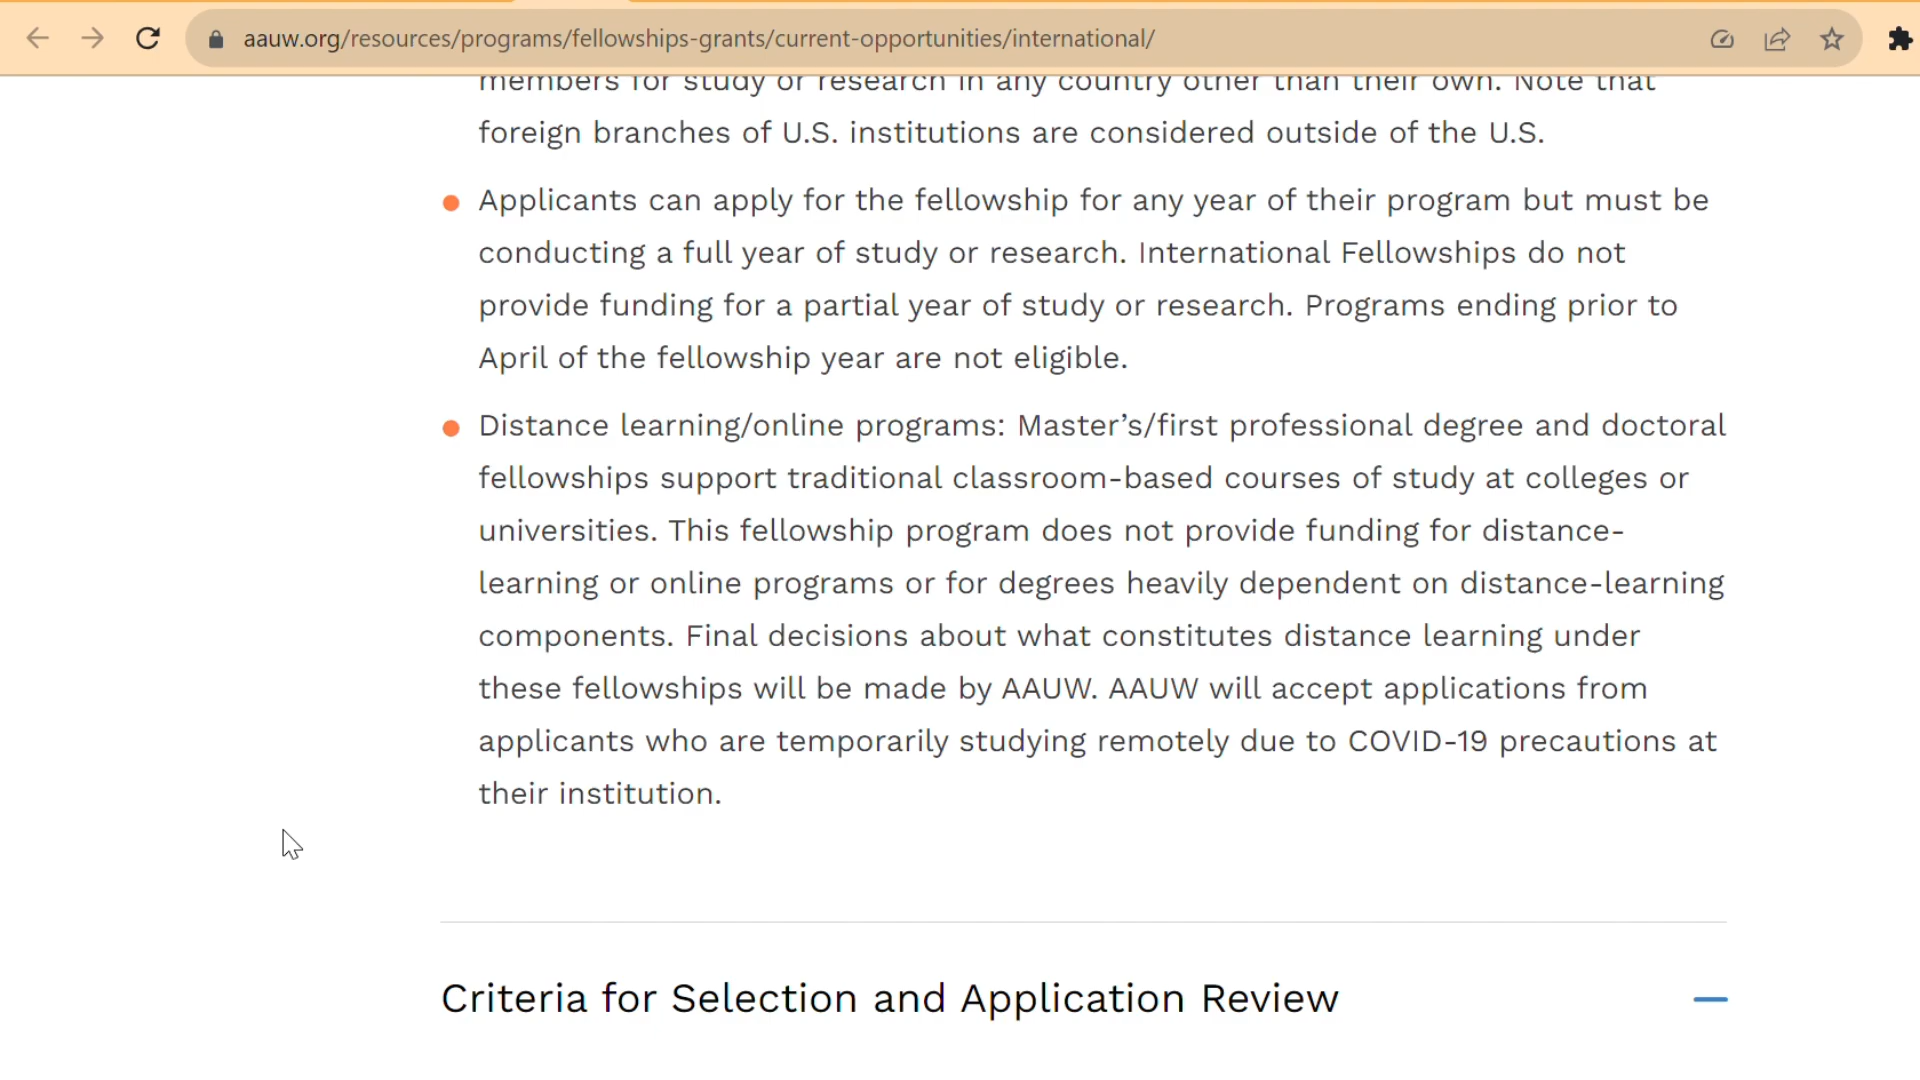 aauw.org/resources/programs/fellowships-grants/current-opportunities/international/
members for study or research in any country other than their own. Note that
foreign branches of U.S. institutions are considered outside of the U.S.
Applicants can apply for the fellowship for any year of their program but must be
conducting a full year of study or research. International Fellowships do not
provide funding for a partial year of study or research. Programs ending prior to
April of the fellowship year are not eligible.
Distance learning/online programs: Master’s/first professional degree and doctoral
fellowships support traditional classroom-based courses of study at colleges or
universities. This fellowship program does not provide funding for distance-
learning or online programs or for degrees heavily dependent on distance-learning
components. Final decisions about what constitutes distance learning under
these fellowships will be made by AAUW. AAUW will accept applications from
applicants who are temporarily studying remotely due to COVID-19 precautions at
their institution.
Criteria for Selection and Application Review